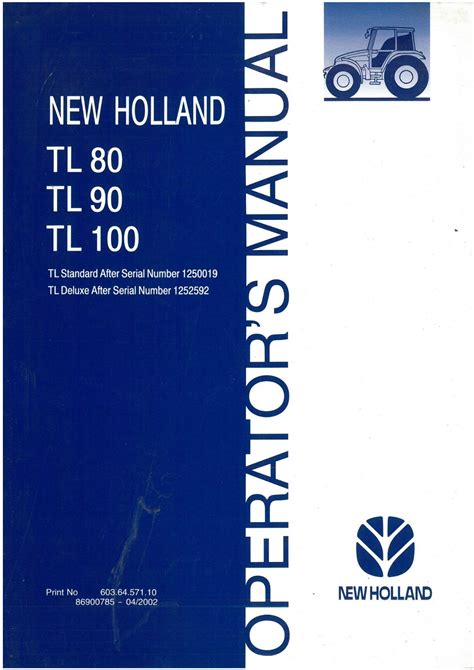 NEW HOLLAND
TL 80
TL 90
TL 100
TL Standard After Serial Number 1250019
TL Deluxe After Serial Number 1252592
Print No 603.64.571.10
86900785 - 04/2002
OPERATOR'S MANUAL
NEW HOLLAND